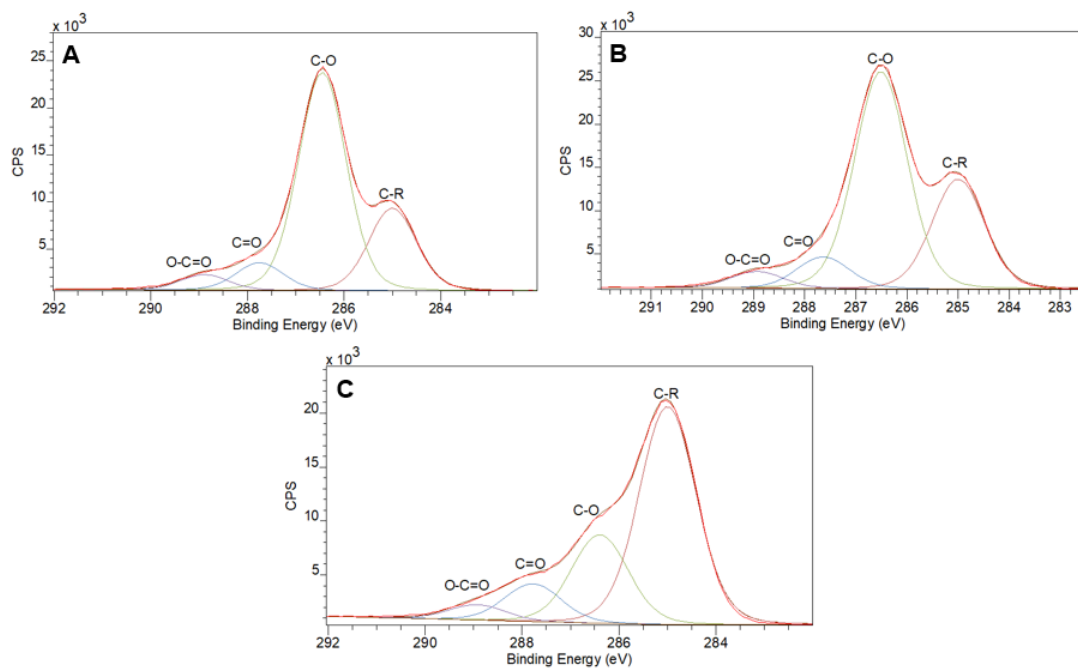 x 10³
A
C-O
25
20
15
C-R
10
C=O
O-C=O
5
292 290 288 286 284
Binding Energy (eV)
CPS
x 10³
B
30
C-O
25
20
C-R
15
10
C=O
O-C=O
5
291 290 289 288 287 286 285 284 283
Binding Energy (eV)
CPS
x 10³
C
C-R
20
15
C-O
10
C=O
O-C=O
5
292 290 288 286 284
Binding Energy (eV)
CPS